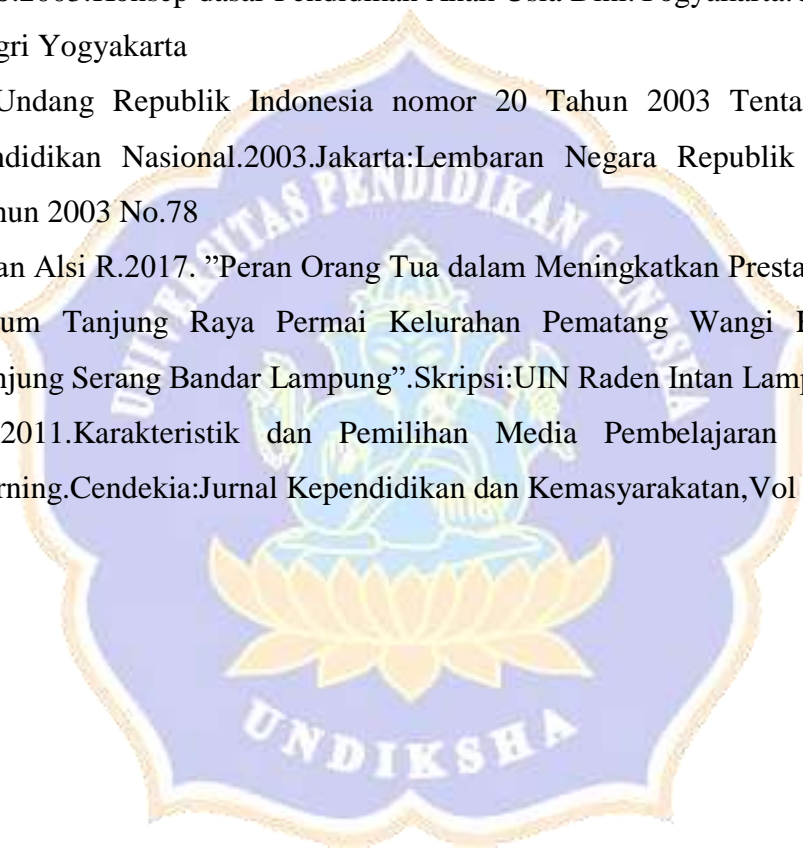 Konsep dasar Pendidikan Anak Usia Dini.Yogyakarta:
gri Yogyakarta
Undang Republik Indonesia nomor 20 Tahun 2003 Tenta
ndidikan Nasional.2003.Jakarta:Lembaran Negara Republik
hun 2003 No.78
an Alsi R.2017. ”Peran Orang Tua dalam Meningkatkan Presta
um Tanjung Raya Permai Kelurahan Pematang Wangi
njung Serang Bandar Lampung”.Skripsi:UIN Raden Intan Lamp
2011.Karakteristik dan Pemilihan Media Pembelajaran
rning.Cendekia:Jurnal Kependidikan dan Kemasyarakatan,Vol
UNIVERSITAS PENDIDIKAN GANESHA
UNDIKSHA